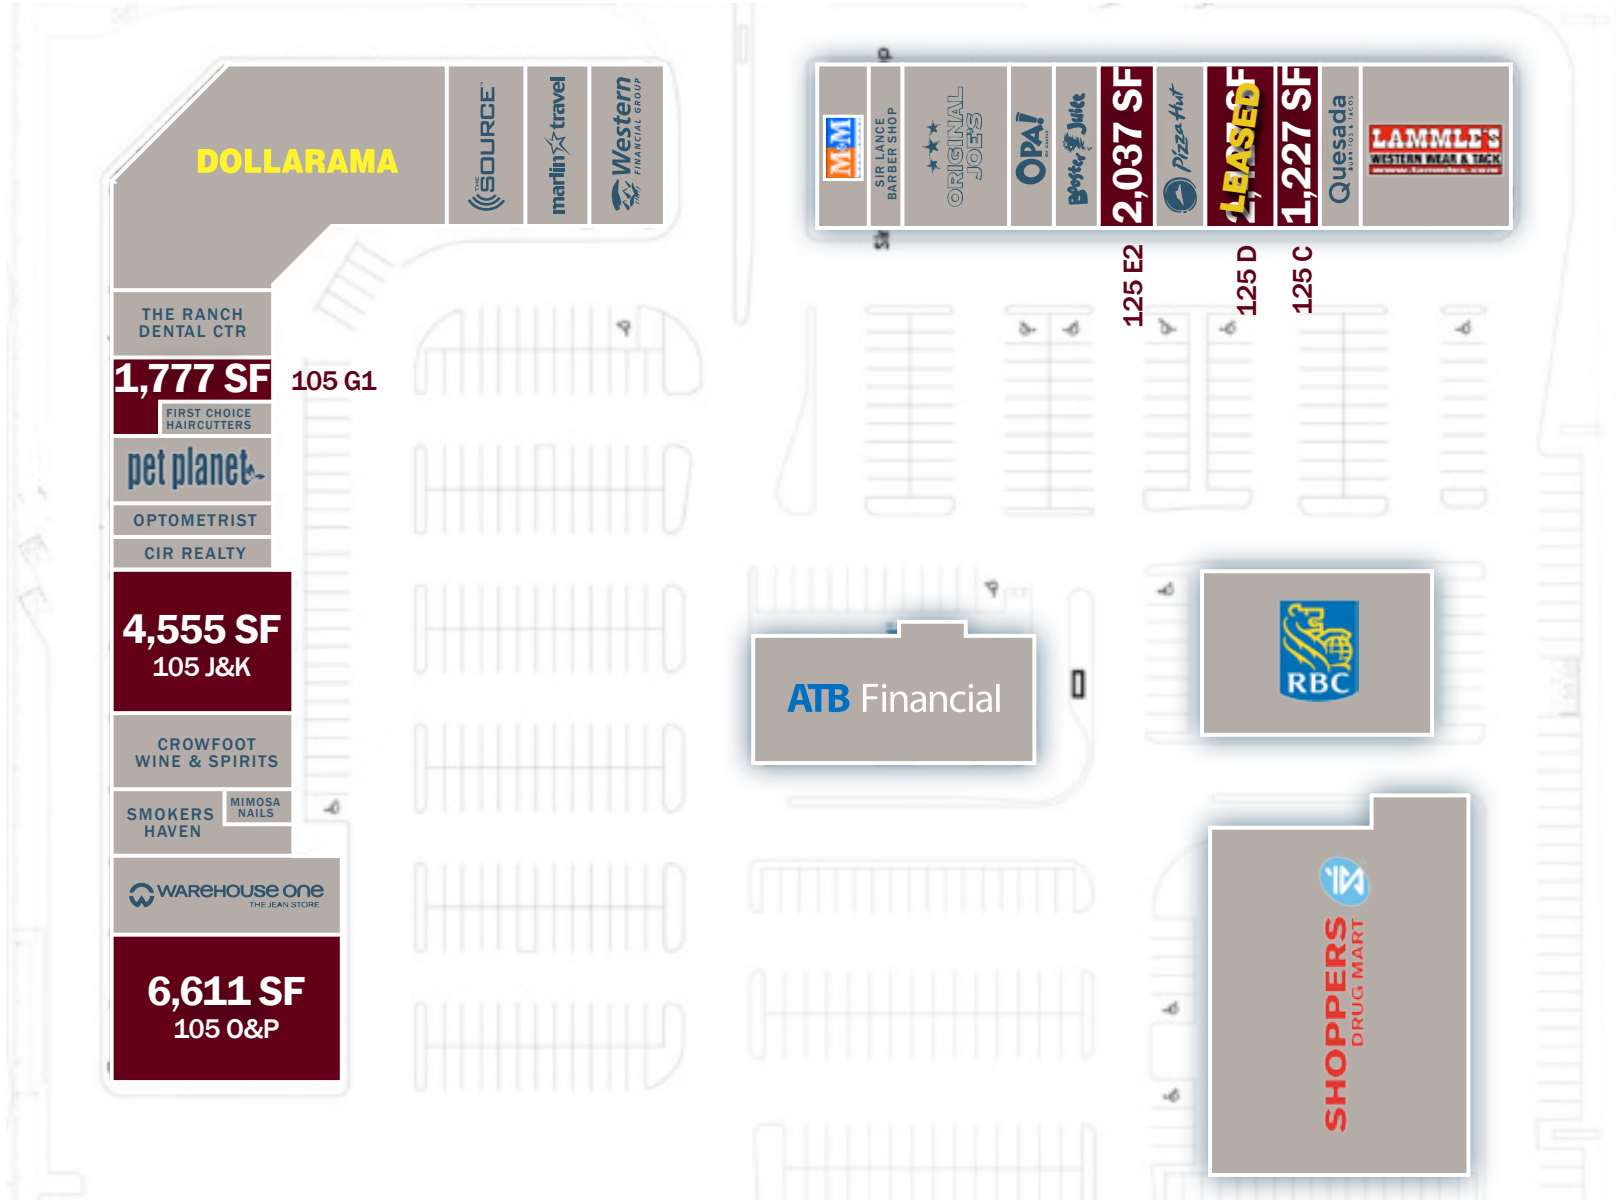 DOLLARAMA
THE SOURCE
marlin travel
Western
FINANCIAL GROUP
THE RANCH
DENTAL CTR
1,777 SF
105 G1
FIRST CHOICE
HAIRCUTTERS
pet planet
OPTOMETRIST
CIR REALTY
4,555 SF
105 J&K
CROWFOOT
WINE & SPIRITS
SMOKERS
HAVEN
MIMOSA
NAILS
WAREHOUSE ONE
THE JEAN STORE
6,611 SF
105 O&P
M&M
SIR LANCE
BARBER SHOP
ORIGINAL
JOE'S
OPA!
Booster Juice
2,037 SF
125 E2
Pizza Hut
LEASED
125 D
1,227 SF
125 C
Quesada
BURRITOS & TACOS
LAMMLE'S
WESTERN WEAR & TACK
www.lammles.com
ATB Financial
RBC
SHOPPERS
DRUG MART